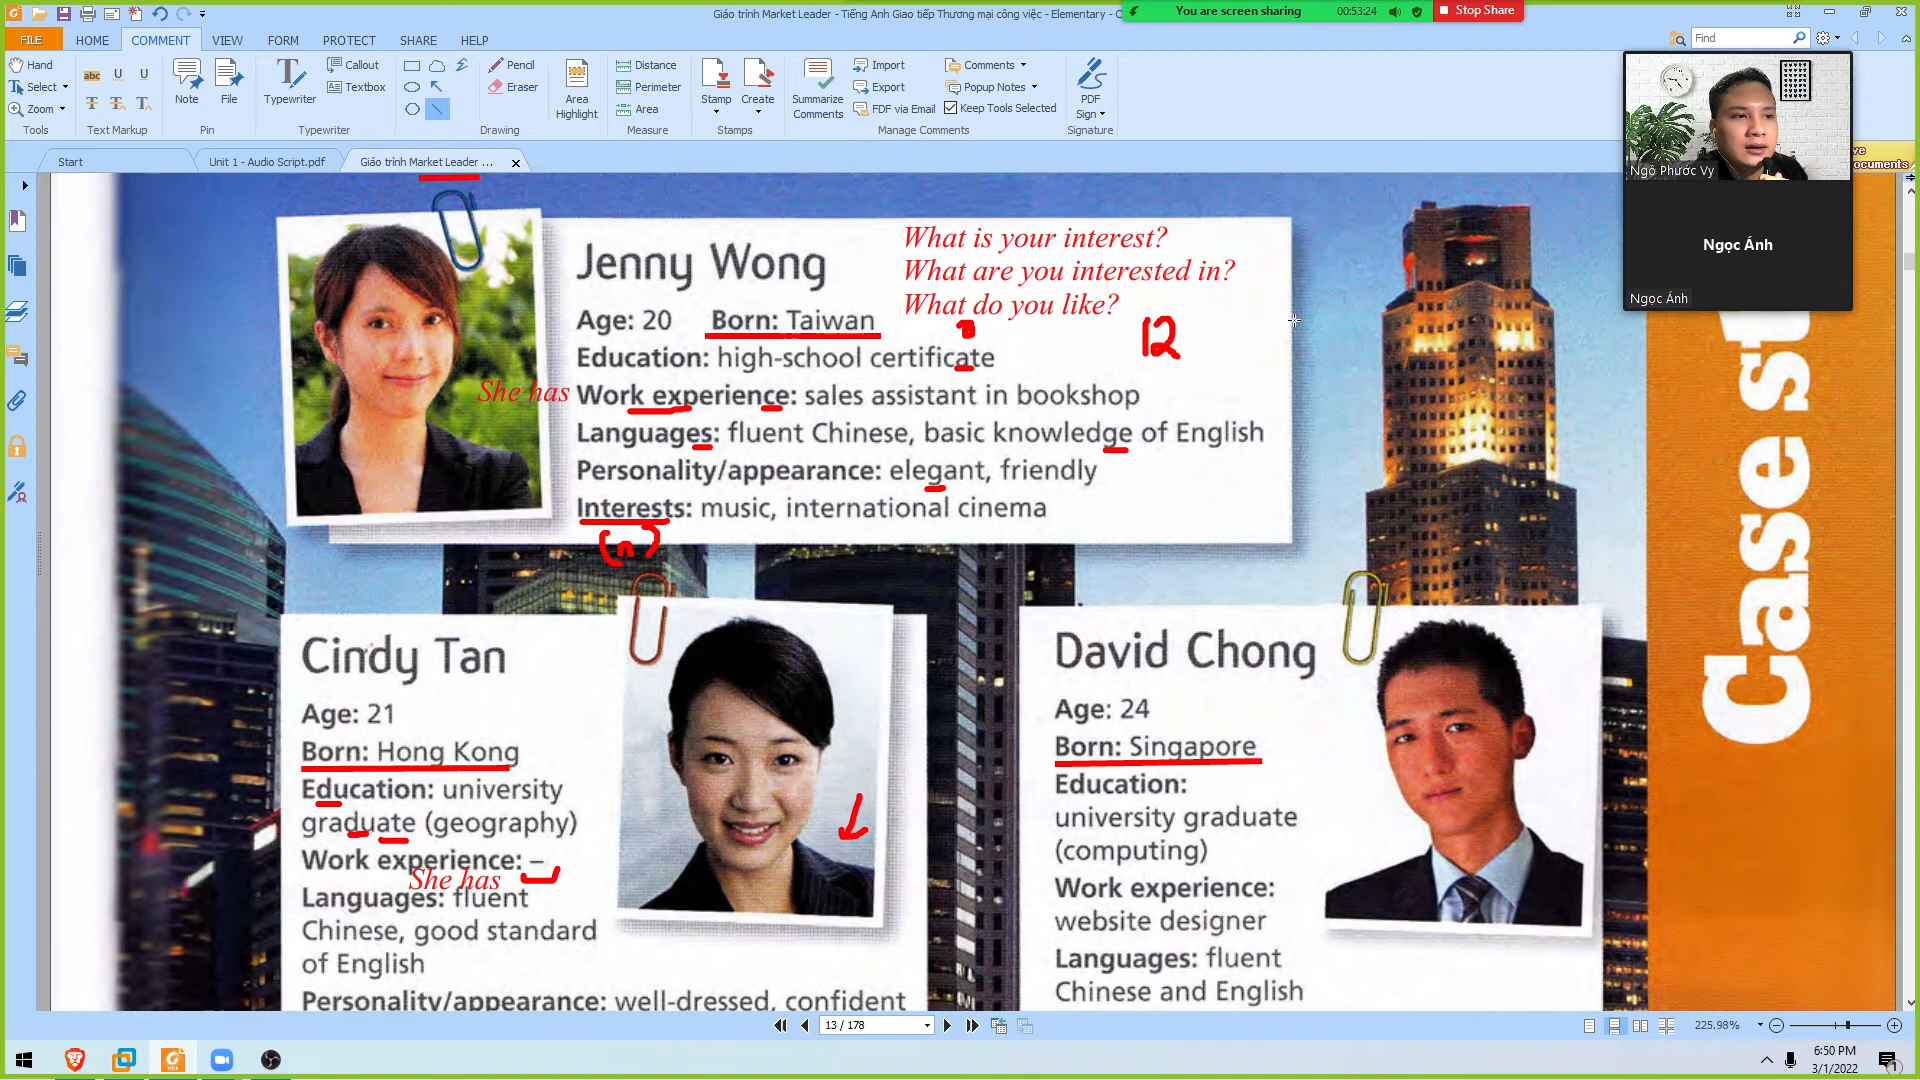 Giáo trình Market Leader - Tiếng Anh Giao tiếp Thương mại công việc - Elementary - C
You are screen sharing
00:53:24
Stop Share
FILE HOME COMMENT VIEW FORM PROTECT SHARE HELP
Find
Hand
Select
Zoom
Tools
abc U U
T T T
Text Markup
Note
File
Pin
Typewriter
Callout
Textbox
Typewriter
Pencil
Eraser
Drawing
Area Highlight
Distance
Perimeter
Area
Measure
Stamp
Create
Stamps
Summarize Comments
Import
Export
FDF via Email
Comments
Popup Notes
Keep Tools Selected
Manage Comments
PDF Sign
Signature
Start
Unit 1 - Audio Script.pdf
Giáo trình Market Leader ...
ve
ocuments
Ngô Phước Vy
Ngọc Ánh
Ngọc Ánh
Jenny Wong
What is your interest?
What are you interested in?
What do you like?
12
Age: 20 Born: Taiwan
Education: high-school certificate
She has
Work experience: sales assistant in bookshop
Languages: fluent Chinese, basic knowledge of English
Personality/appearance: elegant, friendly
Interests: music, international cinema
(n)
Cindy Tan
Age: 21
Born: Hong Kong
Education: university
graduate (geography)
Work experience: –
She has
Languages: fluent
Chinese, good standard
of English
Personality/appearance: well-dressed, confident
David Chong
Age: 24
Born: Singapore
Education:
university graduate
(computing)
Work experience:
website designer
Languages: fluent
Chinese and English
Case st
13 / 178
225.98%
6:50 PM
3/1/2022